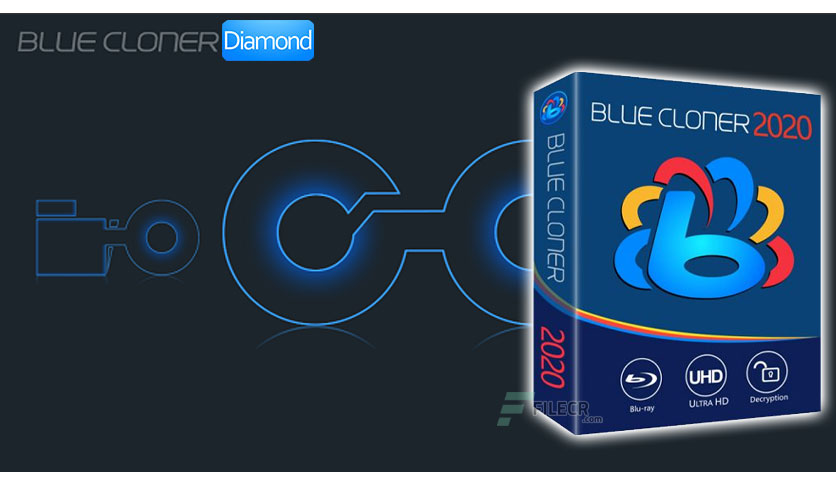 BLUE CLONER Diamond
BLUE CLONER 2020
BLUE CLONER
2020
b
b
Blu-ray
UHD
ULTRA HD
Decryption
FILECR
.com